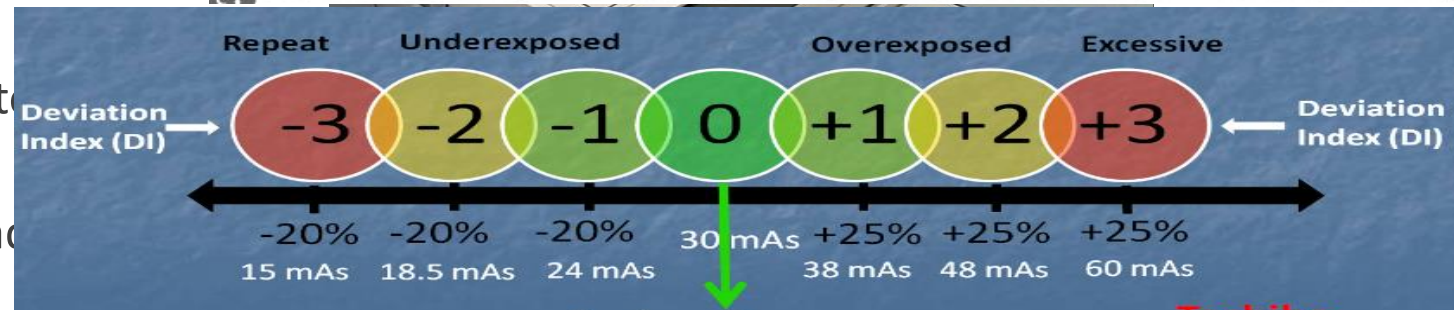 Repeat Underexposed Overexposed Excessive
Deviation Index (DI)
-3 -2 -1 0 +1 +2 +3
Deviation Index (DI)
-20% -20% -20% 30 mAs +25% +25% +25%
15 mAs 18.5 mAs 24 mAs 38 mAs 48 mAs 60 mAs